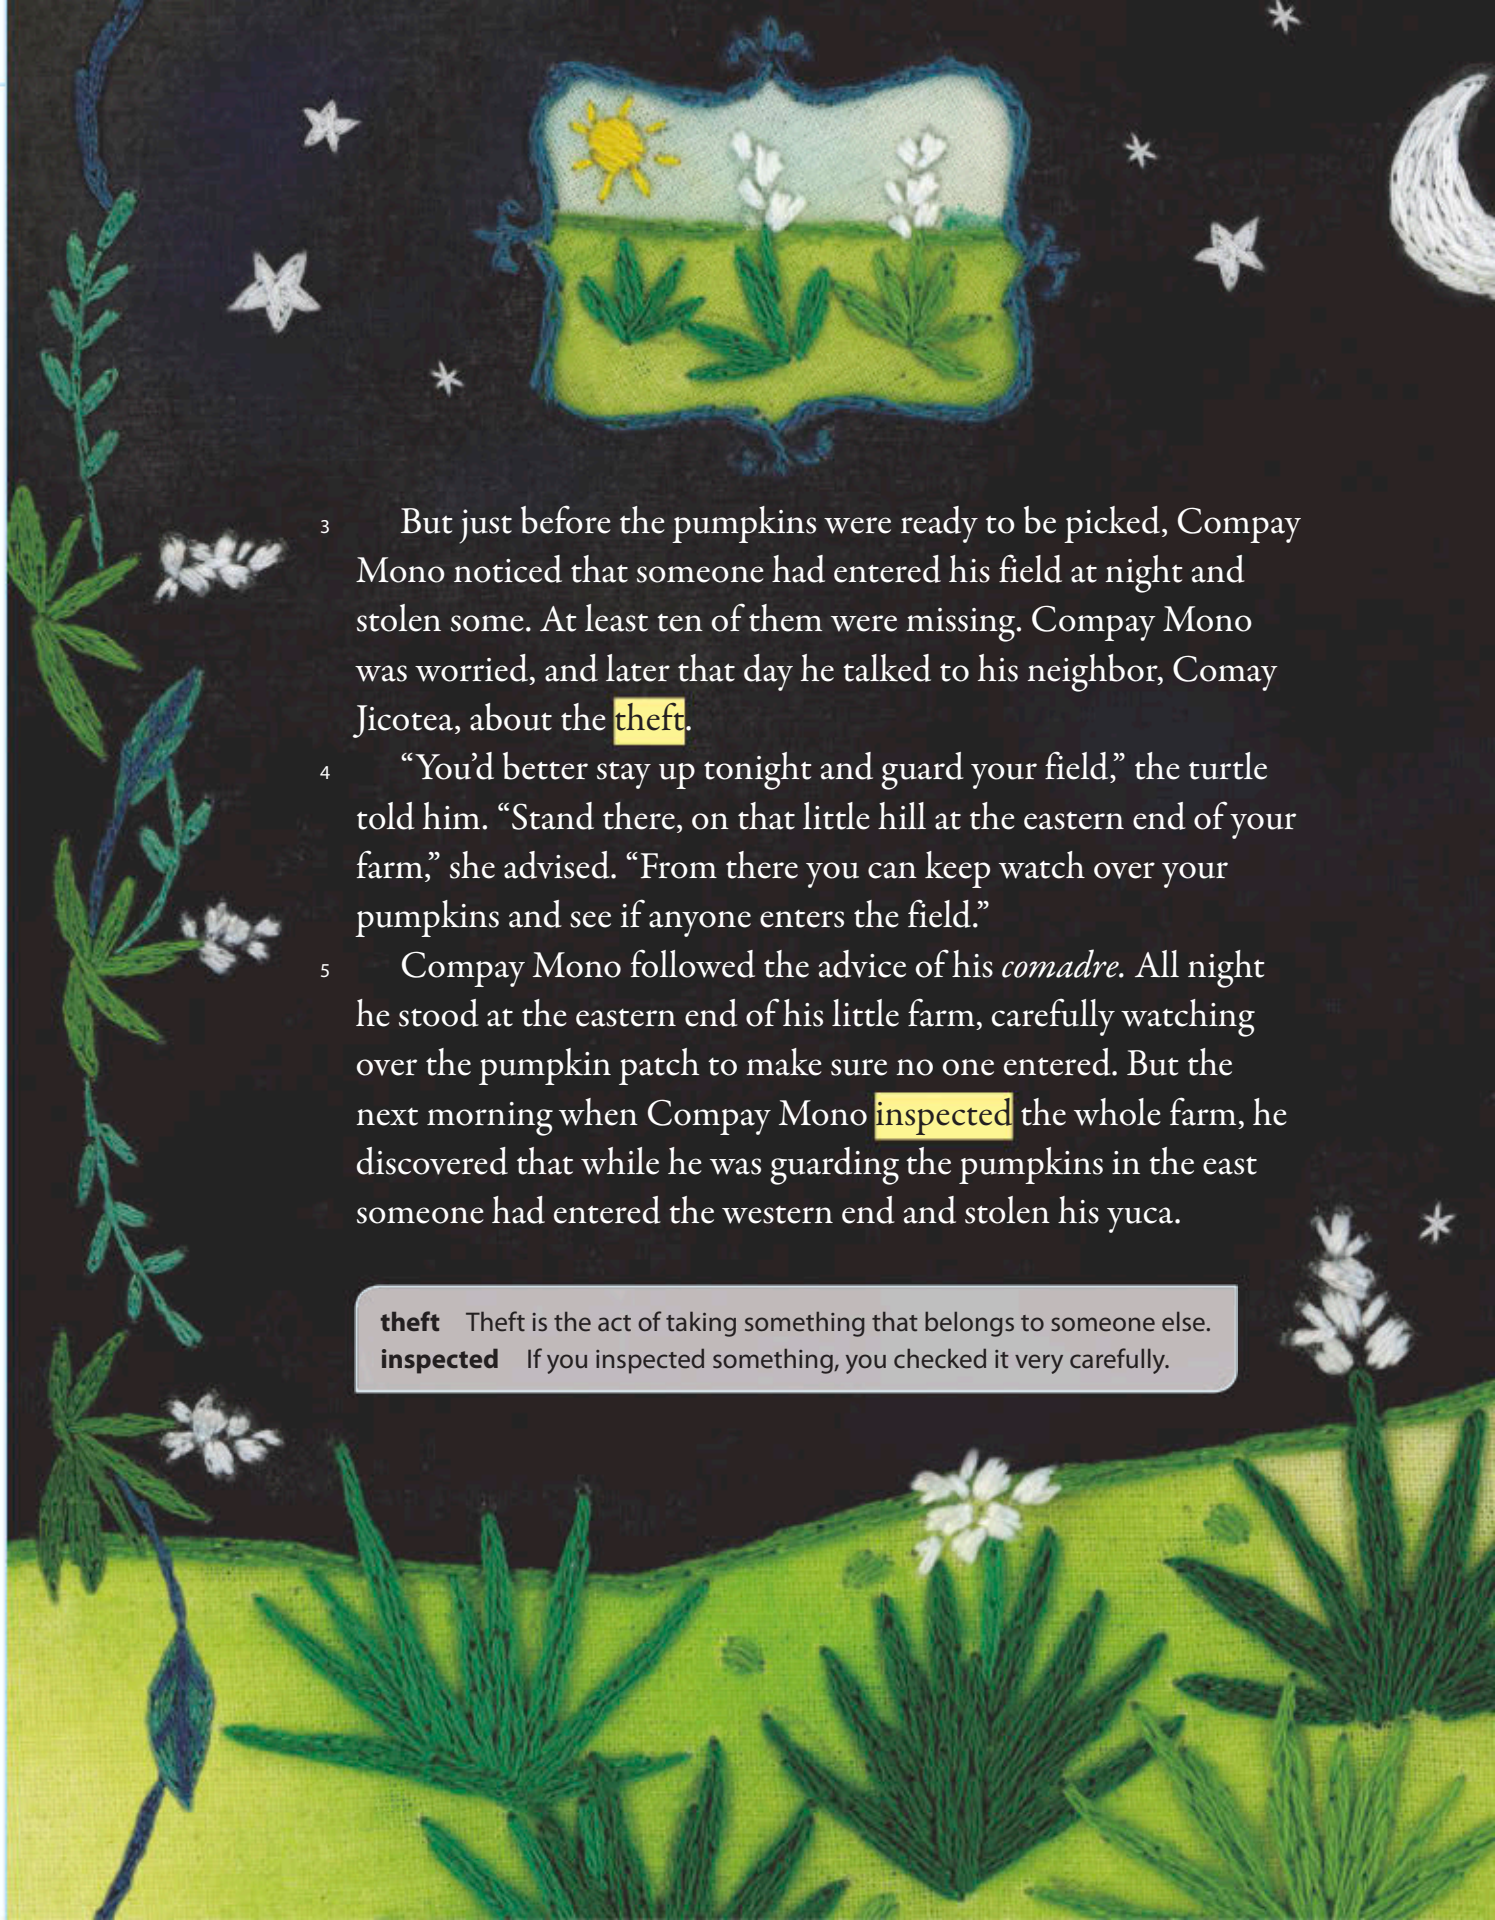 3 But just before the pumpkins were ready to be picked, Compay
Mono noticed that someone had entered his field at night and
stolen some. At least ten of them were missing. Compay Mono
was worried, and later that day he talked to his neighbor, Comay
Jicotea, about the theft.
4 “You’d better stay up tonight and guard your field,” the turtle
told him. “Stand there, on that little hill at the eastern end of your
farm,” she advised. “From there you can keep watch over your
pumpkins and see if anyone enters the field.”
5 Compay Mono followed the advice of his comadre. All night
he stood at the eastern end of his little farm, carefully watching
over the pumpkin patch to make sure no one entered. But the
next morning when Compay Mono inspected the whole farm, he
discovered that while he was guarding the pumpkins in the east
someone had entered the western end and stolen his yuca.
theft Theft is the act of taking something that belongs to someone else.
inspected If you inspected something, you checked it very carefully.